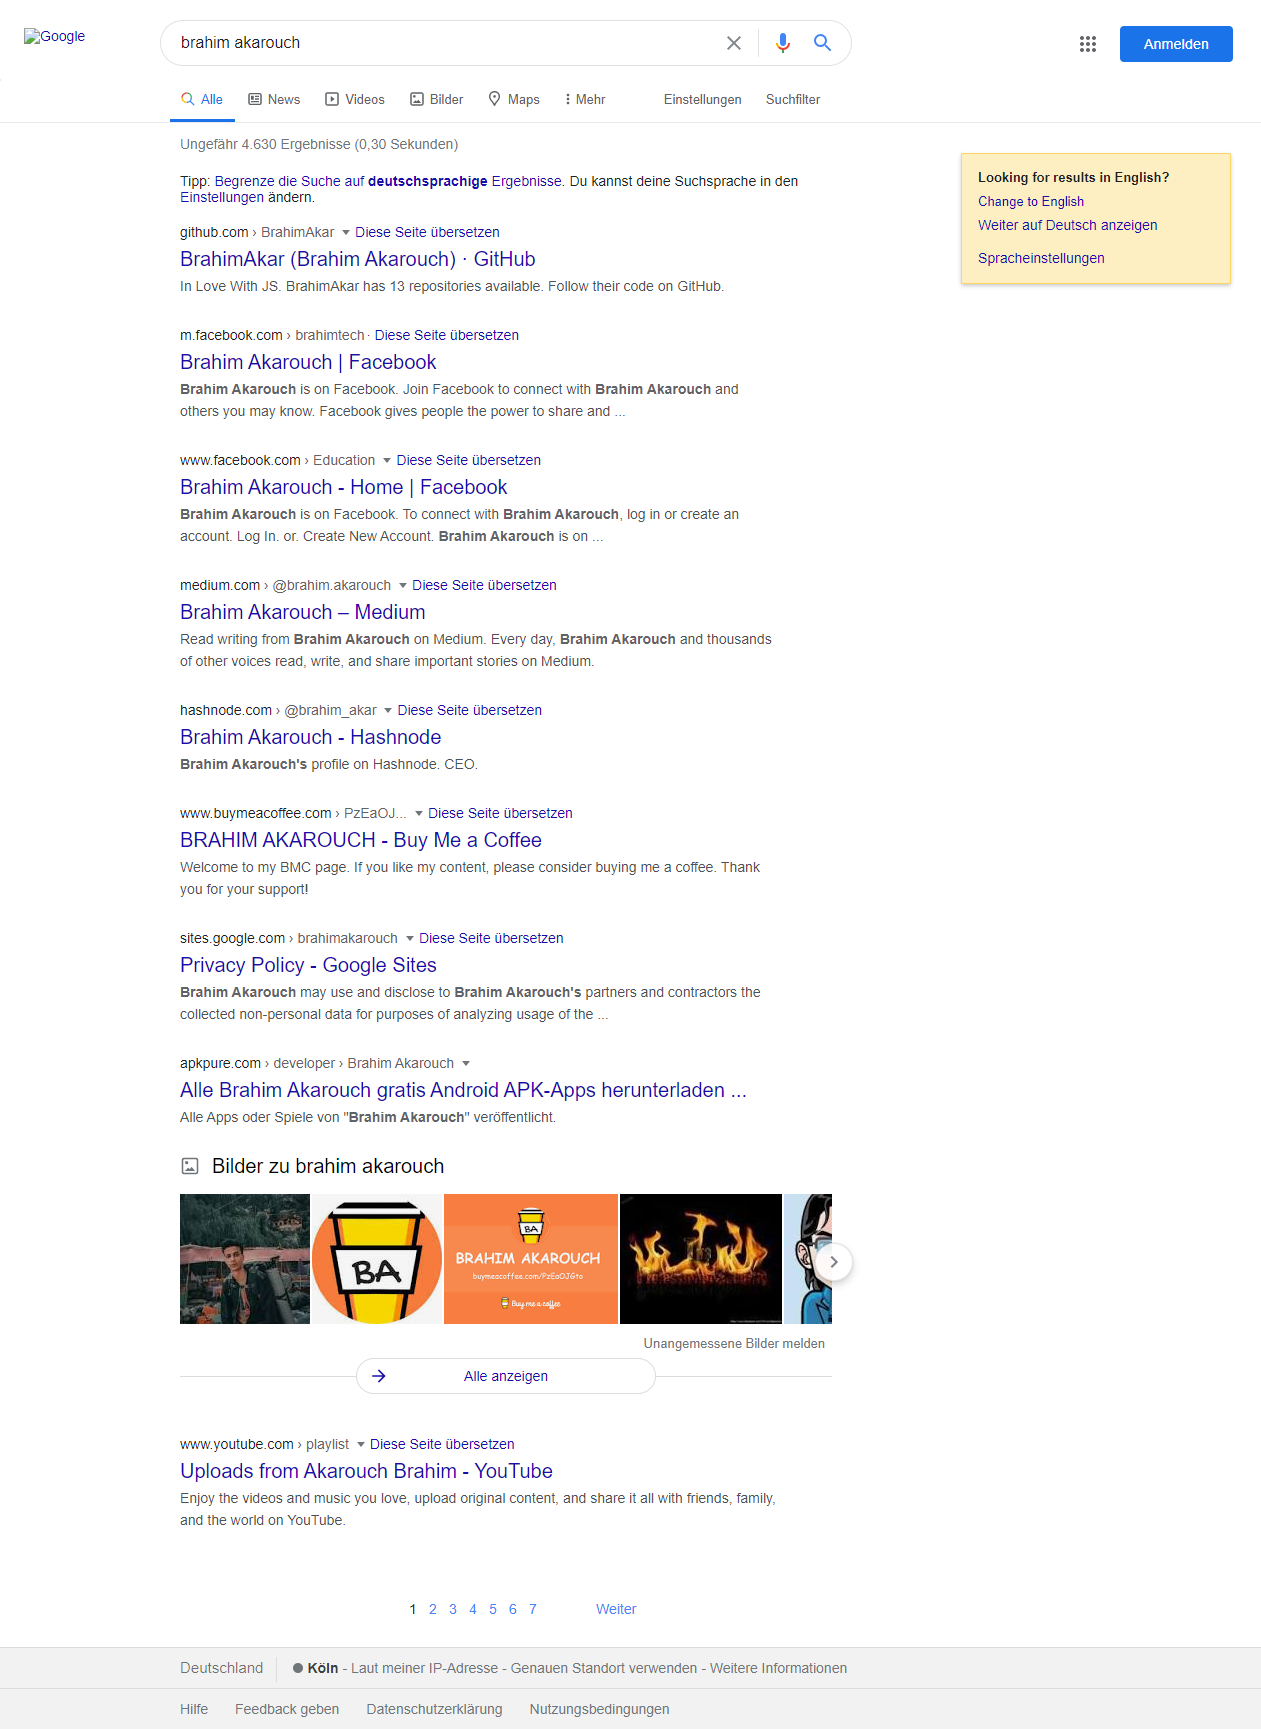 Google
brahim akarouch
Anmelden
Alle
News
Videos
Bilder
Maps
Mehr
Einstellungen
Suchfilter
Ungefähr 4.630 Ergebnisse (0,30 Sekunden)
Tipp: Begrenze die Suche auf deutschsprachige Ergebnisse. Du kannst deine Suchsprache in den
Einstellungen ändern.
Looking for results in English?
Change to English
Weiter auf Deutsch anzeigen
Spracheinstellungen
github.com › BrahimAkar Diese Seite übersetzen
BrahimAkar (Brahim Akarouch) · GitHub
In Love With JS. BrahimAkar has 13 repositories available. Follow their code on GitHub.
m.facebook.com › brahimtech · Diese Seite übersetzen
Brahim Akarouch | Facebook
Brahim Akarouch is on Facebook. Join Facebook to connect with Brahim Akarouch and
others you may know. Facebook gives people the power to share and ...
www.facebook.com › Education Diese Seite übersetzen
Brahim Akarouch - Home | Facebook
Brahim Akarouch is on Facebook. To connect with Brahim Akarouch, log in or create an
account. Log In. or. Create New Account. Brahim Akarouch is on ...
medium.com › @brahim.akarouch Diese Seite übersetzen
Brahim Akarouch – Medium
Read writing from Brahim Akarouch on Medium. Every day, Brahim Akarouch and thousands
of other voices read, write, and share important stories on Medium.
hashnode.com › @brahim_akar Diese Seite übersetzen
Brahim Akarouch - Hashnode
Brahim Akarouch's profile on Hashnode. CEO.
www.buymeacoffee.com › PzEaOJ... Diese Seite übersetzen
BRAHIM AKAROUCH - Buy Me a Coffee
Welcome to my BMC page. If you like my content, please consider buying me a coffee. Thank
you for your support!
sites.google.com › brahimakarouch Diese Seite übersetzen
Privacy Policy - Google Sites
Brahim Akarouch may use and disclose to Brahim Akarouch's partners and contractors the
collected non-personal data for purposes of analyzing usage of the ...
apkpure.com › developer › Brahim Akarouch
Alle Brahim Akarouch gratis Android APK-Apps herunterladen ...
Alle Apps oder Spiele von "Brahim Akarouch" veröffentlicht.
Bilder zu brahim akarouch
BA
BA
BRAHIM AKAROUCH
buymeacoffee.com/PzEaOJGto
Buy me a coffee
Unangemessene Bilder melden
Alle anzeigen
www.youtube.com › playlist Diese Seite übersetzen
Uploads from Akarouch Brahim - YouTube
Enjoy the videos and music you love, upload original content, and share it all with friends, family,
and the world on YouTube.
1 2 3 4 5 6 7 Weiter
Deutschland
Köln - Laut meiner IP-Adresse - Genauen Standort verwenden - Weitere Informationen
Hilfe Feedback geben Datenschutzerklärung Nutzungsbedingungen